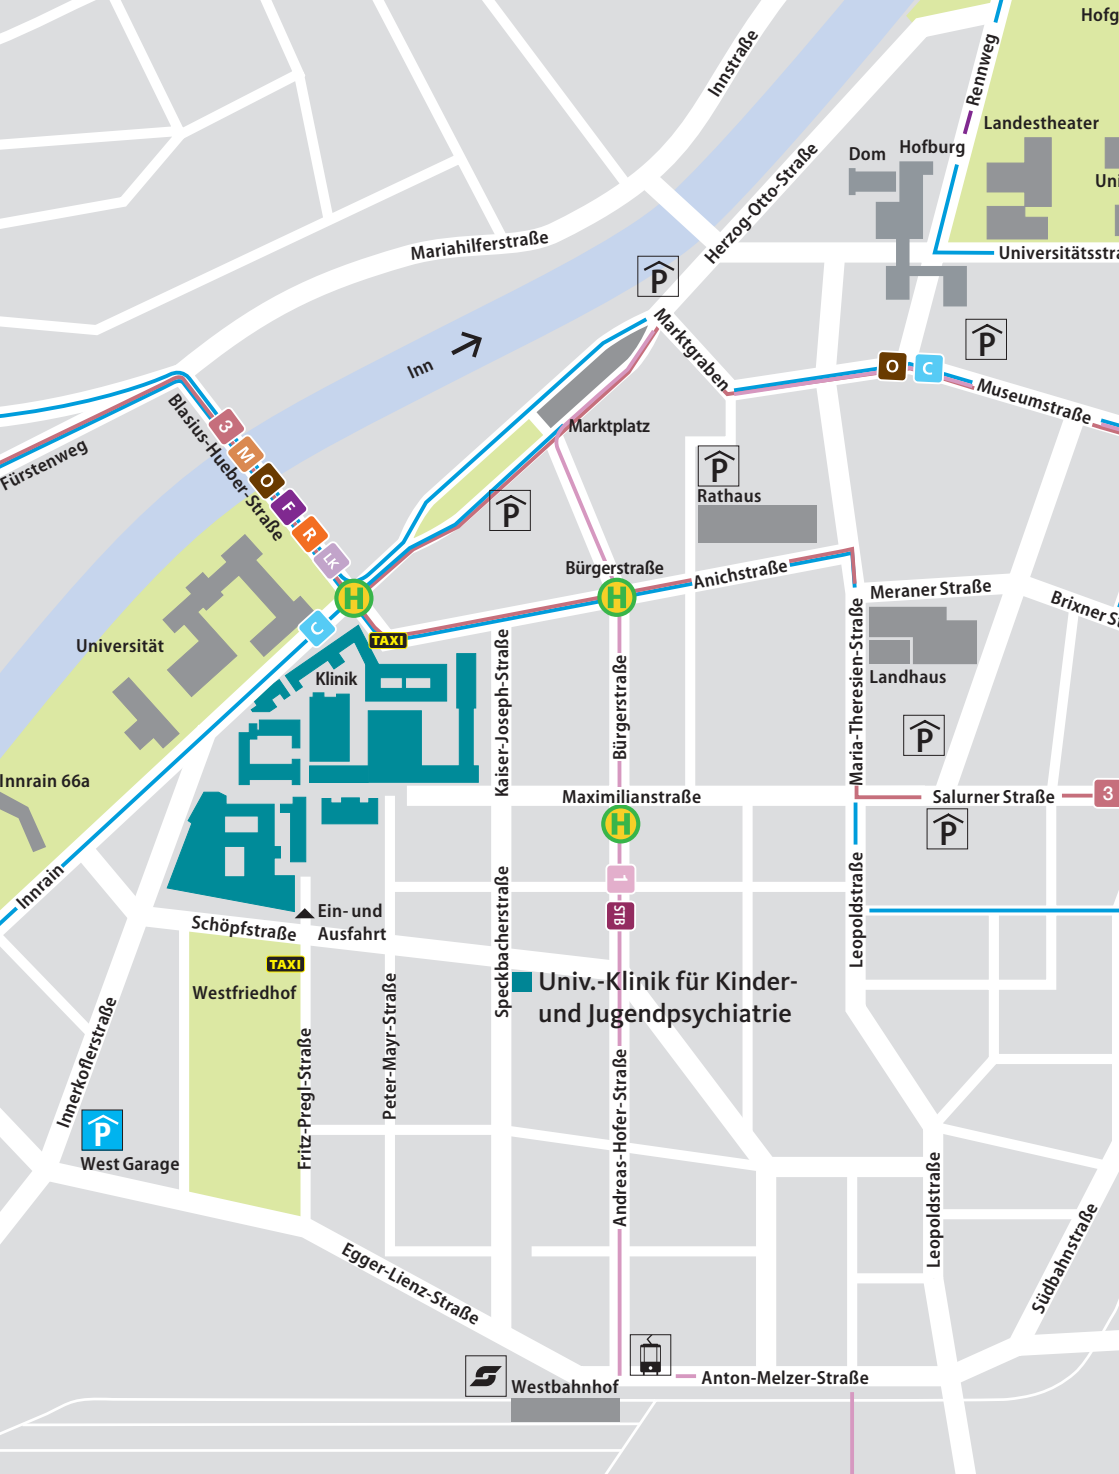 Hofg
Innstraße
Rennweg
Landestheater
Hofburg
Dom
Uni
Herzog-Otto-Straße
Mariahilferstraße
Universitätsstra
P
Marktgraben
P
Inn
O
C
Museumstraße
Blasius-Hueber-Straße
3
M
O
F
R
LK
Fürstenweg
Marktplatz
P
Rathaus
P
Bürgerstraße
H
H
Anichstraße
C
TAXI
Meraner Straße
Brixner St
Universität
Klinik
Landhaus
Kaiser-Joseph-Straße
Bürgerstraße
Maria-Theresien-Straße
P
Innrain 66a
Maximilianstraße
Salurner Straße
3
H
P
Innrain
1
STB
Speckbacherstraße
Leopoldstraße
Ein- und
Ausfahrt
Schöpfstraße
TAXI
Westfriedhof
Univ.-Klinik für Kinder-
und Jugendpsychiatrie
Innerkoflerstraße
Fritz-Pregl-Straße
Peter-Mayr-Straße
Andreas-Hofer-Straße
P
West Garage
Leopoldstraße
Südbahnstraße
Egger-Lienz-Straße
Westbahnhof
Anton-Melzer-Straße